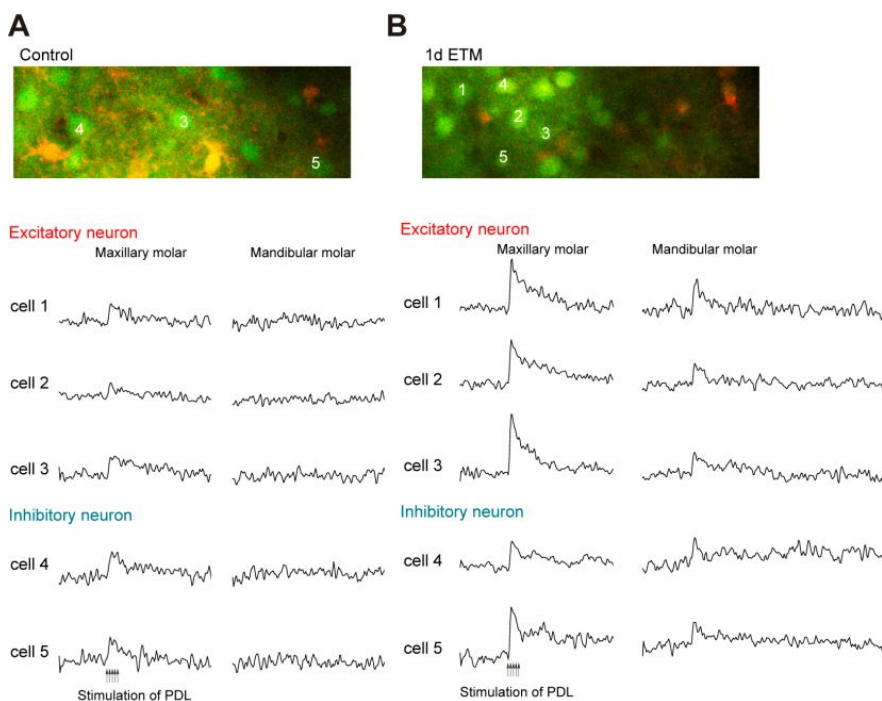 A
Control
4
3
5
Excitatory neuron
Maxillary molar
Mandibular molar
cell 1
cell 2
cell 3
Inhibitory neuron
cell 4
cell 5
Stimulation of PDL
B
1d ETM
1
4
2
3
5
Excitatory neuron
Maxillary molar
Mandibular molar
cell 1
cell 2
cell 3
Inhibitory neuron
cell 4
cell 5
Stimulation of PDL